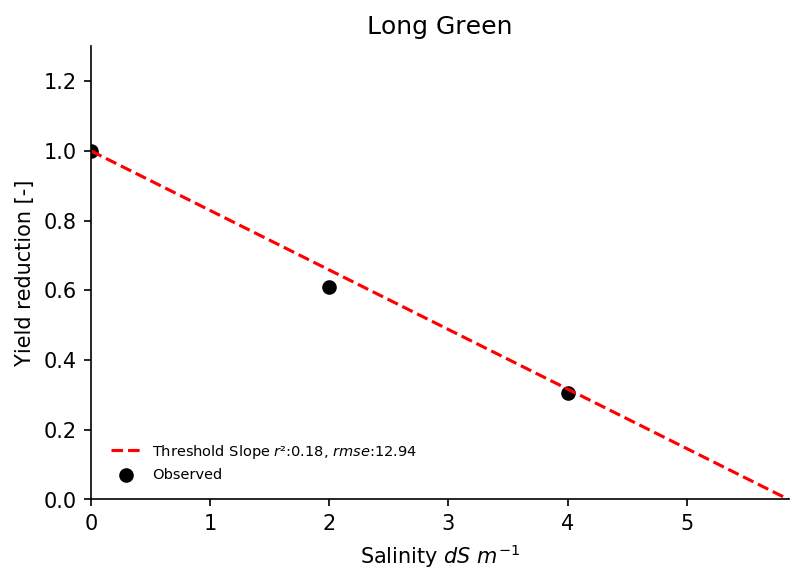 Long Green
Yield reduction [-]
1.2
1.0
0.8
0.6
0.4
0.2
0.0
Threshold Slope r²:0.18, rmse:12.94
Observed
0 1 2 3 4 5
Salinity dS m⁻¹